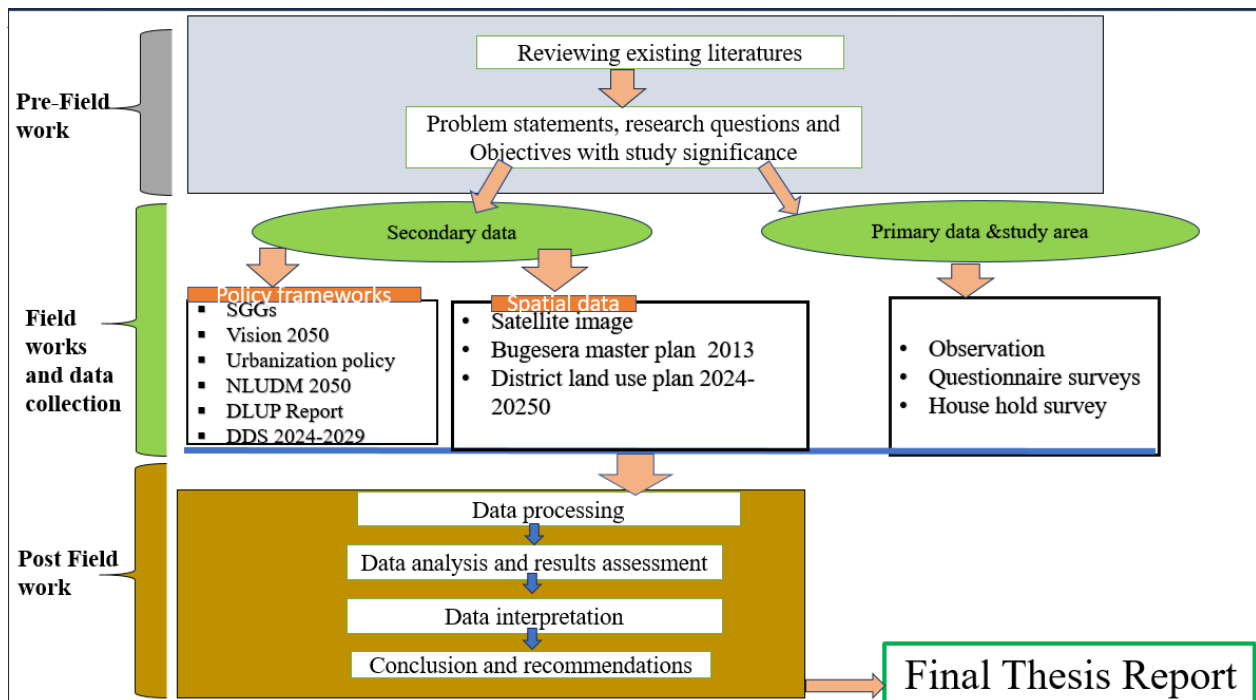 Pre-Field
work
Reviewing existing literatures
Problem statements, research questions and
Objectives with study significance
Field
works
and data
collection
Secondary data
Primary data &study area
Policy frameworks
▪ SGGs
▪ Vision 2050
▪ Urbanization policy
▪ NLUDM 2050
▪ DLUP Report
▪ DDS 2024-2029
Spatial data
• Satellite image
• Bugesera master plan 2013
• District land use plan 2024-
20250
• Observation
• Questionnaire surveys
• House hold survey
Post Field
work
Data processing
Data analysis and results assessment
Data interpretation
Conclusion and recommendations
Final Thesis Report